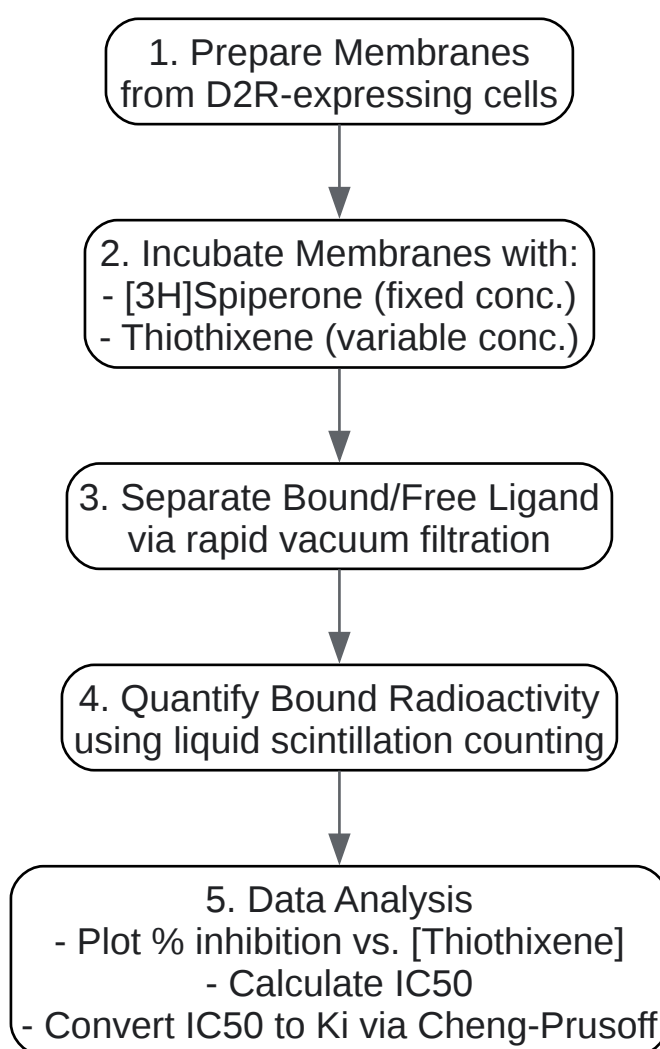 1. Prepare Membranes
from D2R-expressing cells
2. Incubate Membranes with:
- [3H]Spiperone (fixed conc.)
- Thiothixene (variable conc.)
3. Separate Bound/Free Ligand
via rapid vacuum filtration
4. Quantify Bound Radioactivity
using liquid scintillation counting
5. Data Analysis
- Plot % inhibition vs. [Thiothixene]
- Calculate IC50
- Convert IC50 to Ki via Cheng-Prusoff